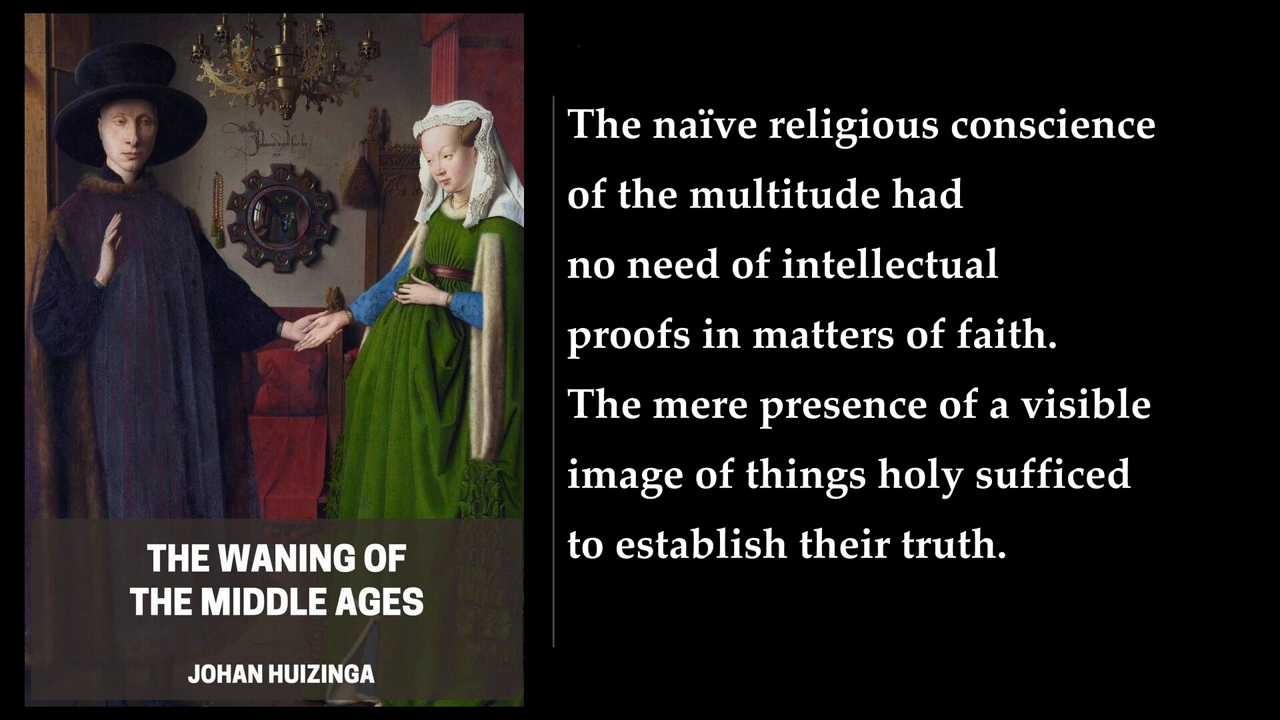 THE WANING OF
THE MIDDLE AGES
JOHAN HUIZINGA
The naïve religious conscience
of the multitude had
no need of intellectual
proofs in matters of faith.
The mere presence of a visible
image of things holy sufficed
to establish their truth.